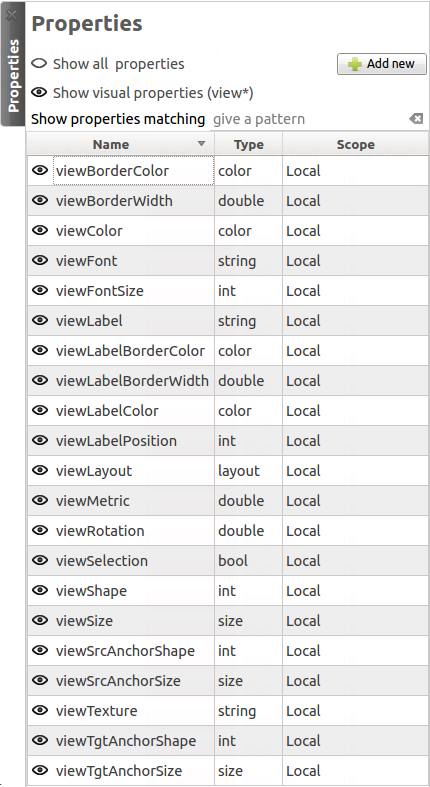 Properties
Properties
Show all properties
Add new
Show visual properties (view*)
Show properties matching give a pattern
Name Type Scope
viewBorderColor color Local
viewBorderWidth double Local
viewColor color Local
viewFont string Local
viewFontSize int Local
viewLabel string Local
viewLabelBorderColor color Local
viewLabelBorderWidth double Local
viewLabelColor color Local
viewLabelPosition int Local
viewLayout layout Local
viewMetric double Local
viewRotation double Local
viewSelection bool Local
viewShape int Local
viewSize size Local
viewSrcAnchorShape int Local
viewSrcAnchorSize size Local
viewTexture string Local
viewTgtAnchorShape int Local
viewTgtAnchorSize size Local